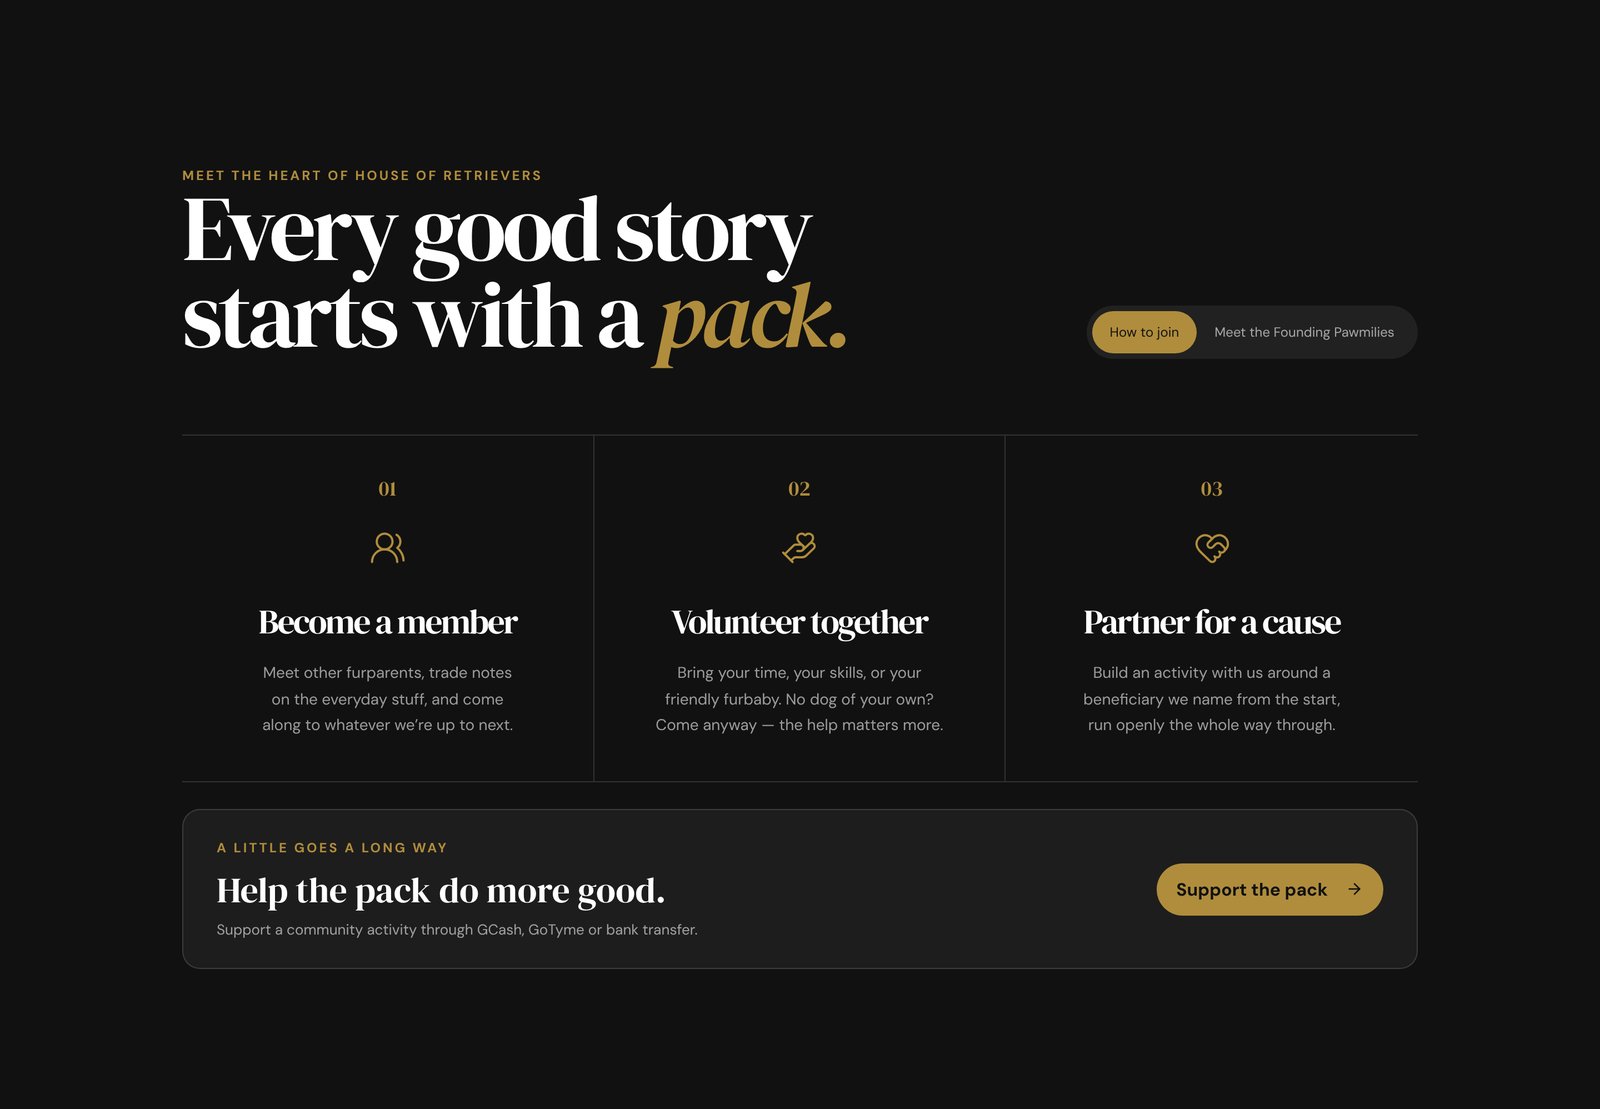 MEET THE HEART OF HOUSE OF RETRIEVERS
Every good story
starts with a pack.
How to join
Meet the Founding Pawmilies
01
Become a member
Meet other furparents, trade notes
on the everyday stuff, and come
along to whatever we’re up to next.
02
Volunteer together
Bring your time, your skills, or your
friendly furbaby. No dog of your own?
Come anyway — the help matters more.
03
Partner for a cause
Build an activity with us around a
beneficiary we name from the start,
run openly the whole way through.
A LITTLE GOES A LONG WAY
Help the pack do more good.
Support a community activity through GCash, GoTyme or bank transfer.
Support the pack →